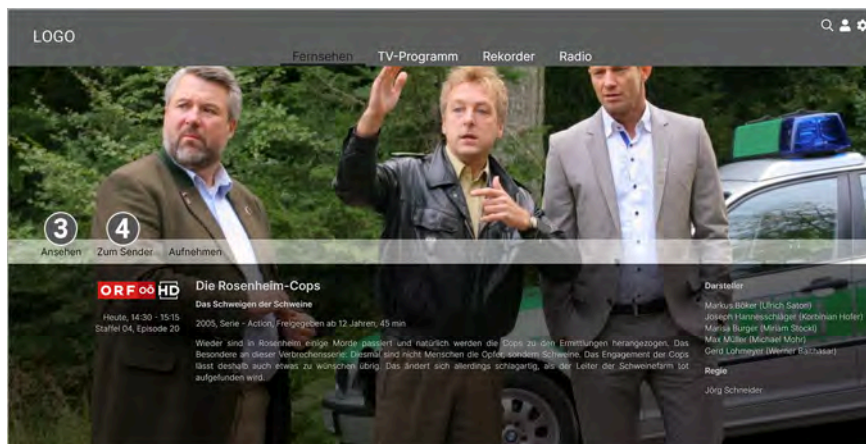 LOGO
Fernsehen TV-Programm Rekorder Radio
3 4
Ansehen Zum Sender Aufnehmen
ORF OÖ HD
Heute, 14:30 - 15:15
Staffel 04, Episode 20
Die Rosenheim-Cops
Das Schweigen der Schweine
2005, Serie - Action, Freigegeben ab 12 Jahren, 45 min
Wieder sind in Rosenheim einige Morde passiert und natürlich werden die Cops zu den Ermittlungen herangezogen. Das
Besondere an dieser Verbrechensserie: Diesmal sind nicht Menschen die Opfer, sondern Schweine. Das Engagement der Cops
lässt deshalb auch etwas zu wünschen übrig. Das ändert sich allerdings schlagartig, als der Leiter der Schweinefarm tot
aufgefunden wird.
Darsteller
Markus Böker (Ulrich Satori)
Joseph Hannesschläger (Korbinian Hofer)
Marisa Burger (Miriam Stockl)
Max Müller (Michael Mohr)
Gerd Lohmeyer (Werner Balthasar)
Regie
Jörg Schneider